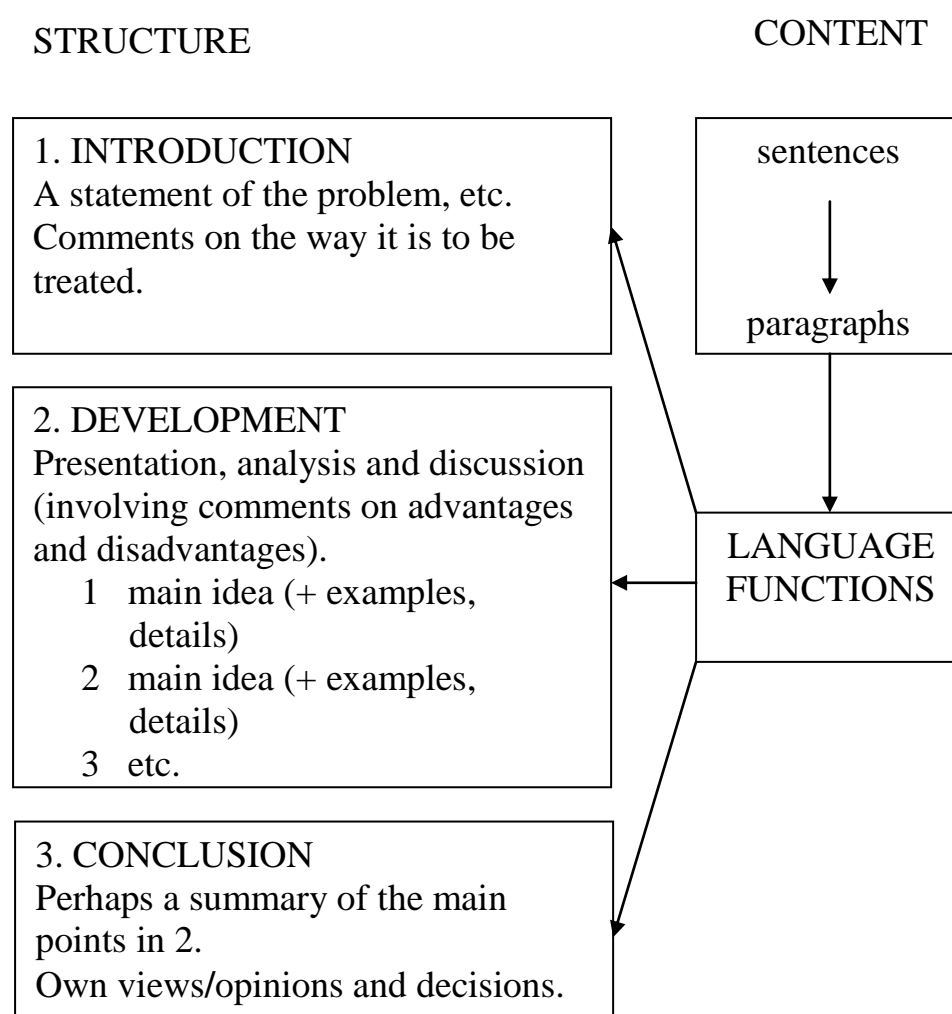 STRUCTURE
CONTENT
1. INTRODUCTION
A statement of the problem, etc.
Comments on the way it is to be
treated.
sentences
paragraphs
2. DEVELOPMENT
Presentation, analysis and discussion
(involving comments on advantages
and disadvantages).
1 main idea (+ examples,
details)
2 main idea (+ examples,
details)
3 etc.
LANGUAGE
FUNCTIONS
3. CONCLUSION
Perhaps a summary of the main
points in 2.
Own views/opinions and decisions.